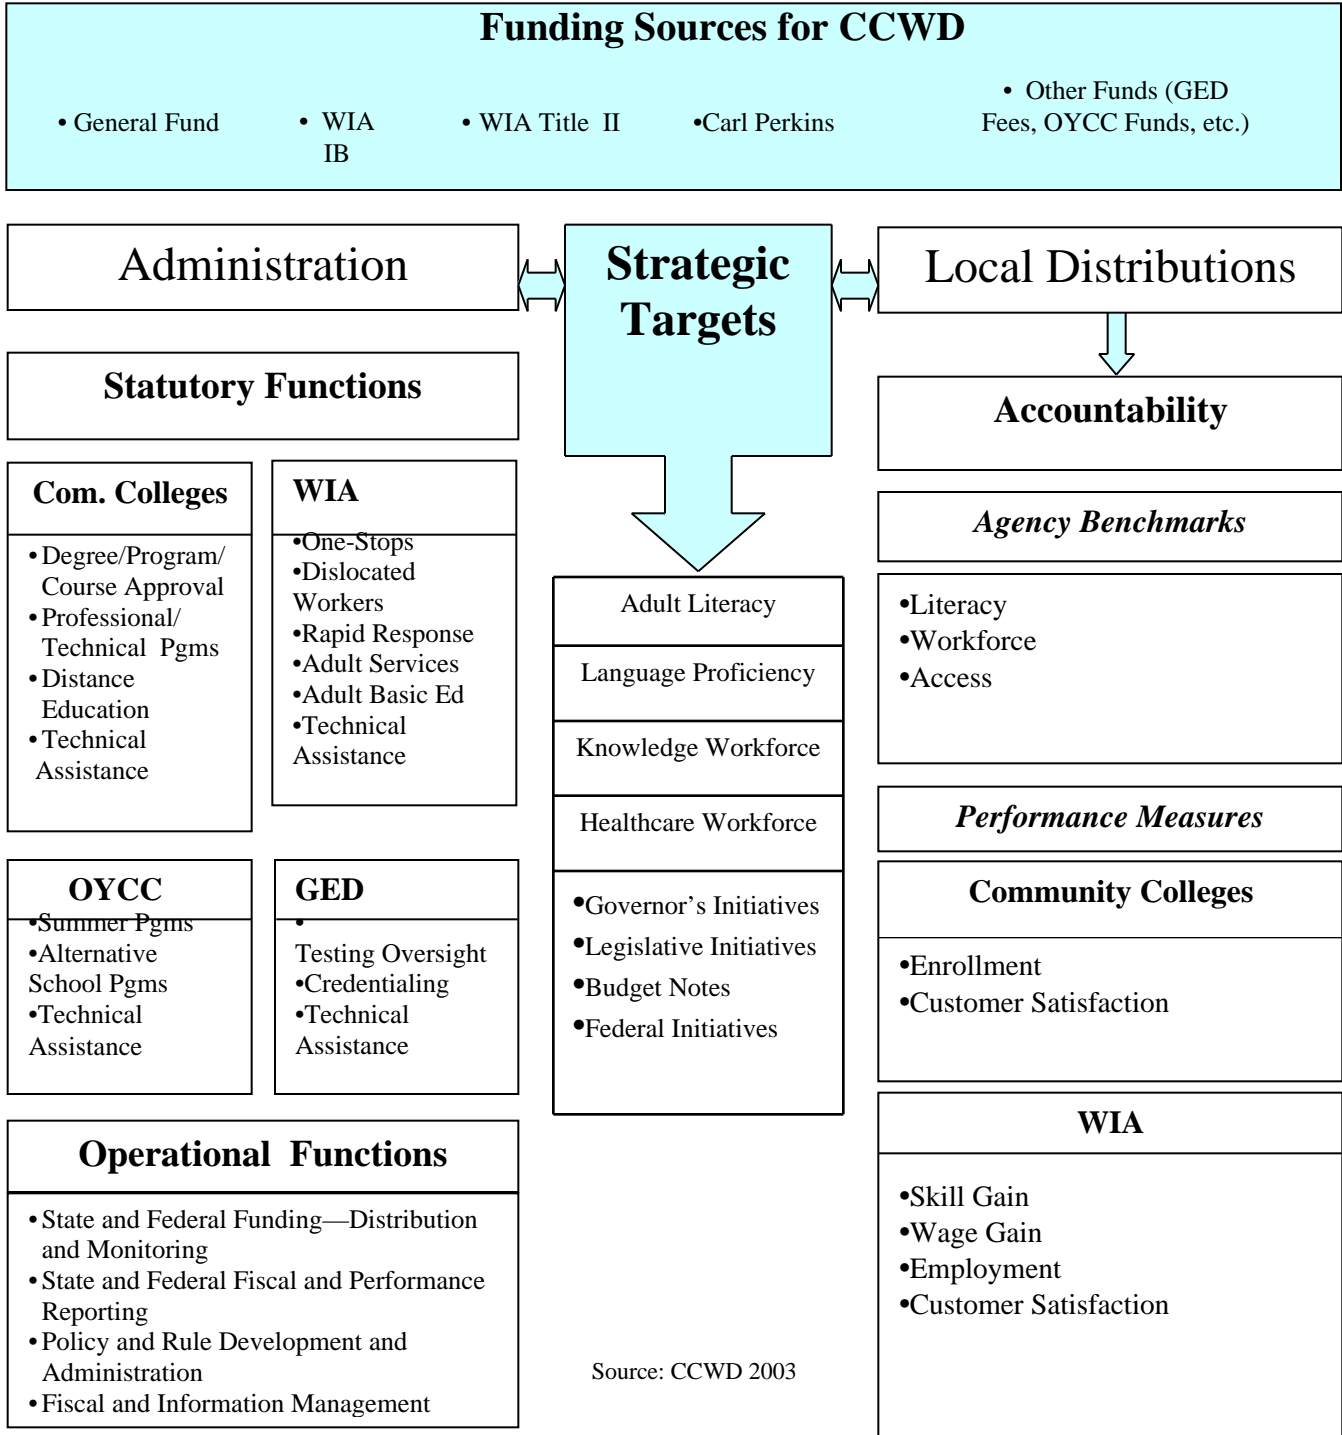 Funding Sources for CCWD
• General Fund
• WIA
IB
• WIA Title II
•Carl Perkins
• Other Funds (GED
Fees, OYCC Funds, etc.)
Administration
Strategic
Targets
Local Distributions
Statutory Functions
Com. Colleges
•Degree/Program/
Course Approval
•Professional/
Technical Pgms
•Distance
Education
•Technical
Assistance
WIA
•One-Stops
•Dislocated
Workers
•Rapid Response
•Adult Services
•Adult Basic Ed
•Technical
Assistance
OYCC
•Summer Pgms
•Alternative
School Pgms
•Technical
Assistance
GED
•
Testing Oversight
•Credentialing
•Technical
Assistance
Operational Functions
•State and Federal Funding—Distribution
and Monitoring
•State and Federal Fiscal and Performance
Reporting
•Policy and Rule Development and
Administration
•Fiscal and Information Management
Adult Literacy
Language Proficiency
Knowledge Workforce
Healthcare Workforce
•Governor's Initiatives
•Legislative Initiatives
•Budget Notes
•Federal Initiatives
Source: CCWD 2003
Accountability
Agency Benchmarks
•Literacy
•Workforce
•Access
Performance Measures
Community Colleges
•Enrollment
•Customer Satisfaction
WIA
•Skill Gain
•Wage Gain
•Employment
•Customer Satisfaction